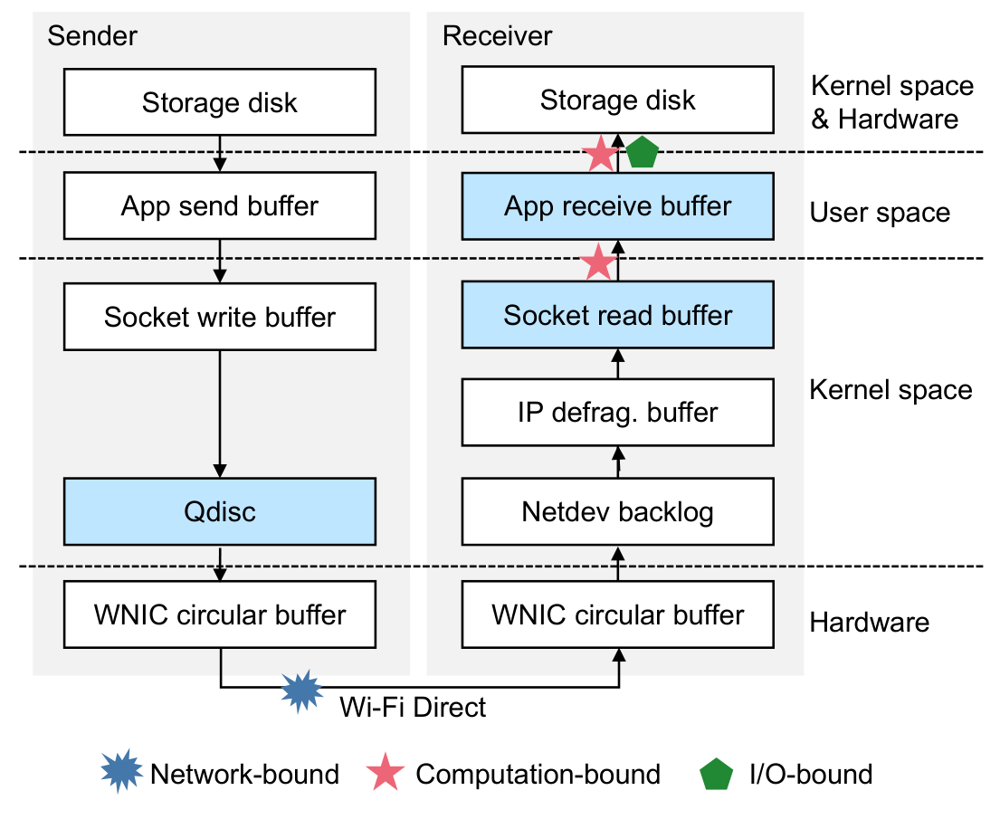 Sender
Storage disk
App send buffer
Socket write buffer
Qdisc
WNIC circular buffer
Receiver
Storage disk
App receive buffer
Socket read buffer
IP defrag. buffer
Netdev backlog
WNIC circular buffer
Kernel space
& Hardware
User space
Kernel space
Hardware
Wi-Fi Direct
Network-bound
Computation-bound
I/O-bound